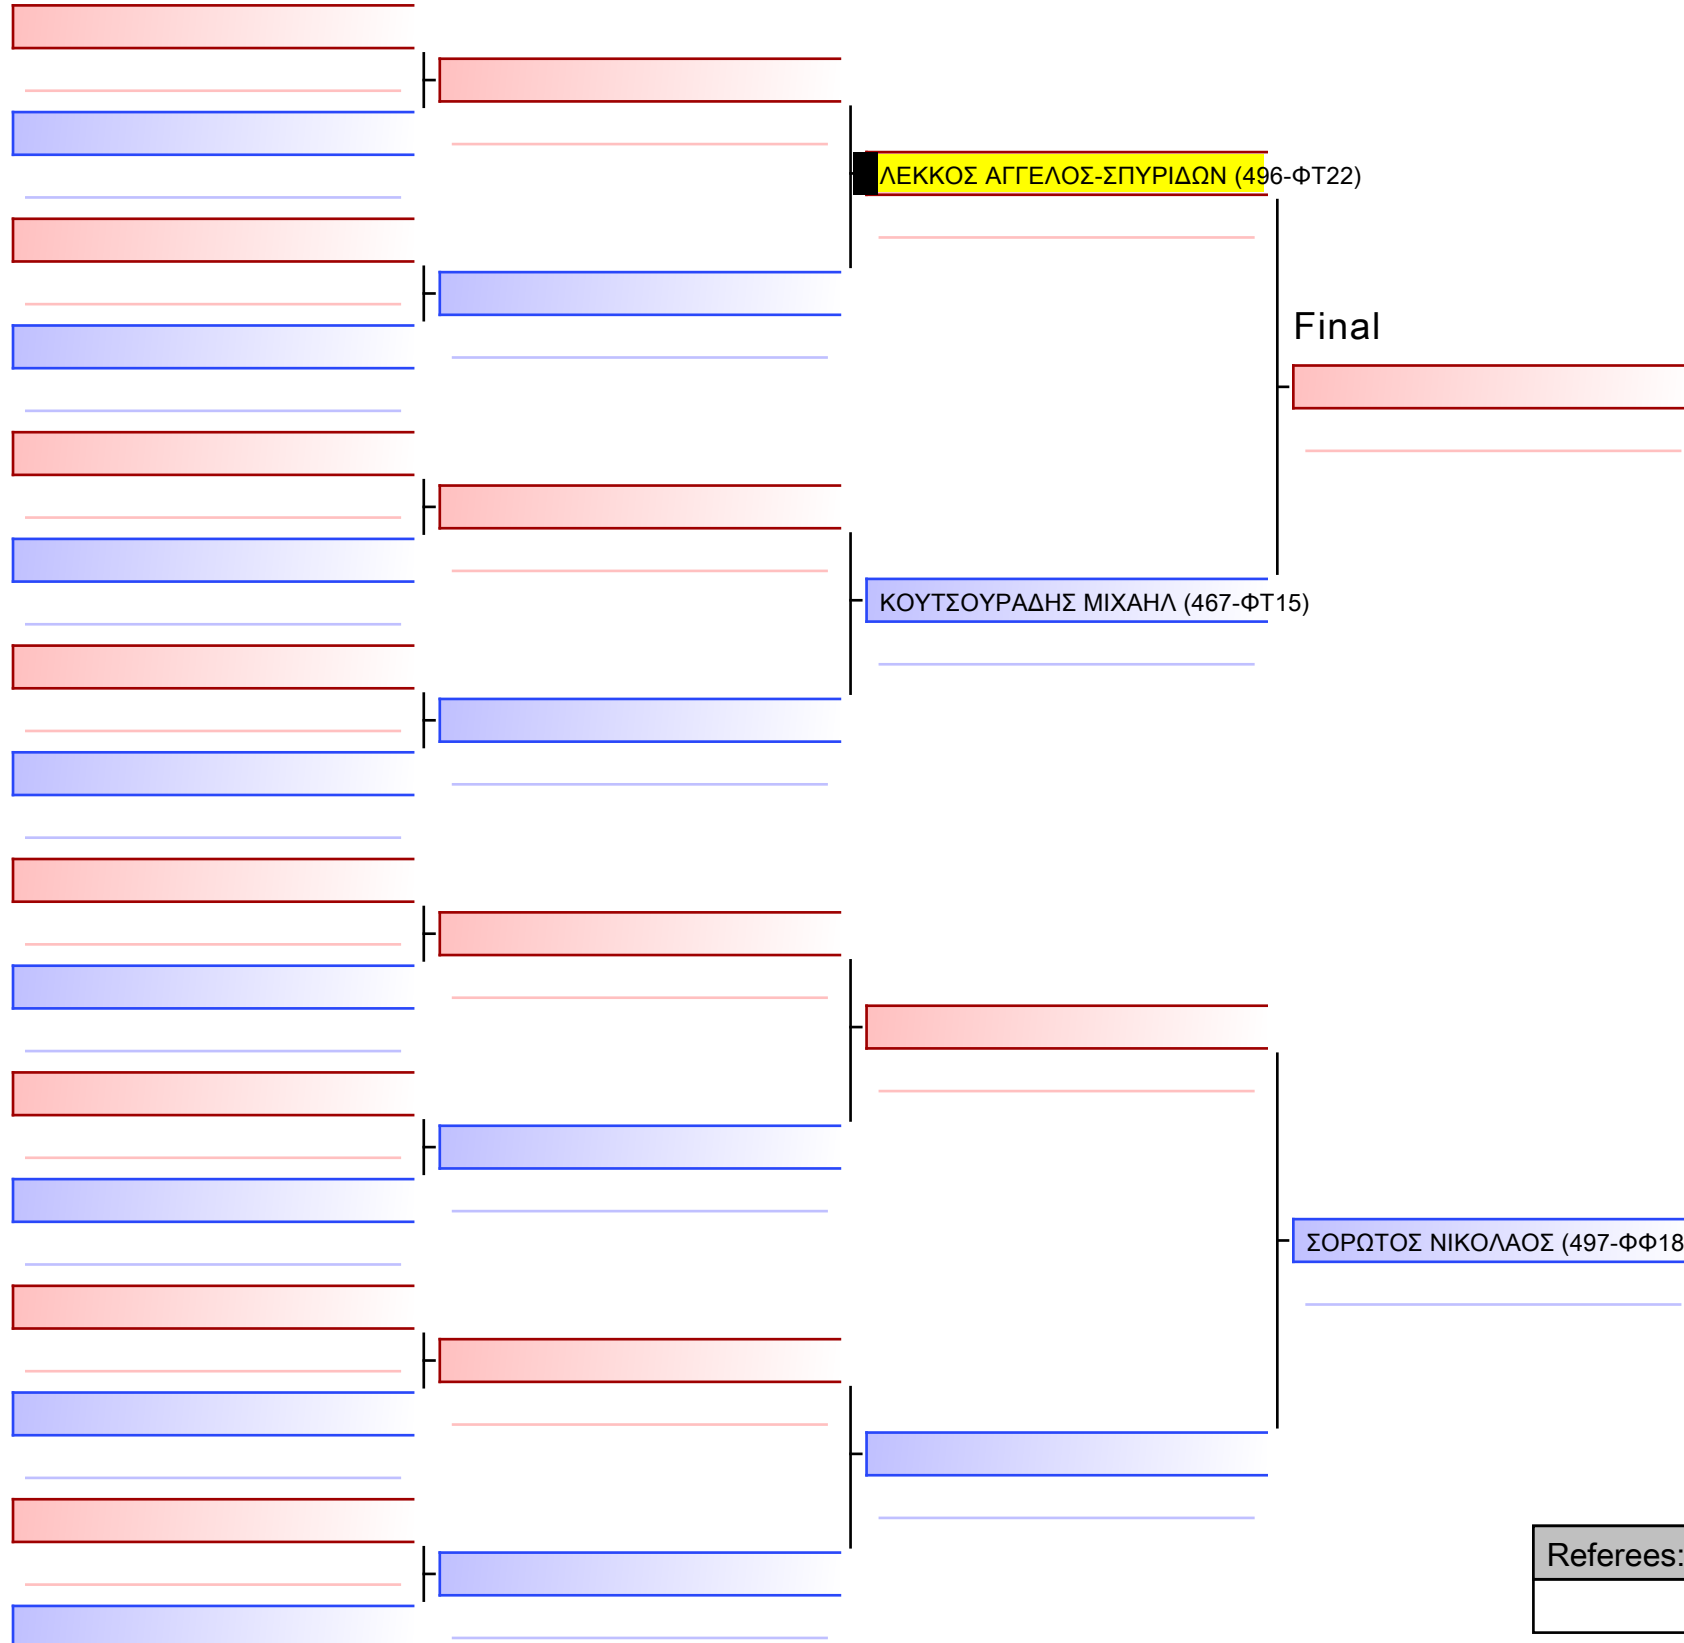 ΛΕΚΚΟΣ ΑΓΓΕΛΟΣ-ΣΠΥΡΙΔΩΝ (496-ΦΤ22)
Final
ΚΟΥΤΣΟΥΡΑΔΗΣ ΜΙΧΑΗΛ (467-ΦΤ15)
ΣΟΡΩΤΟΣ ΝΙΚΟΛΑΟΣ (497-ΦΦ18
Referees: